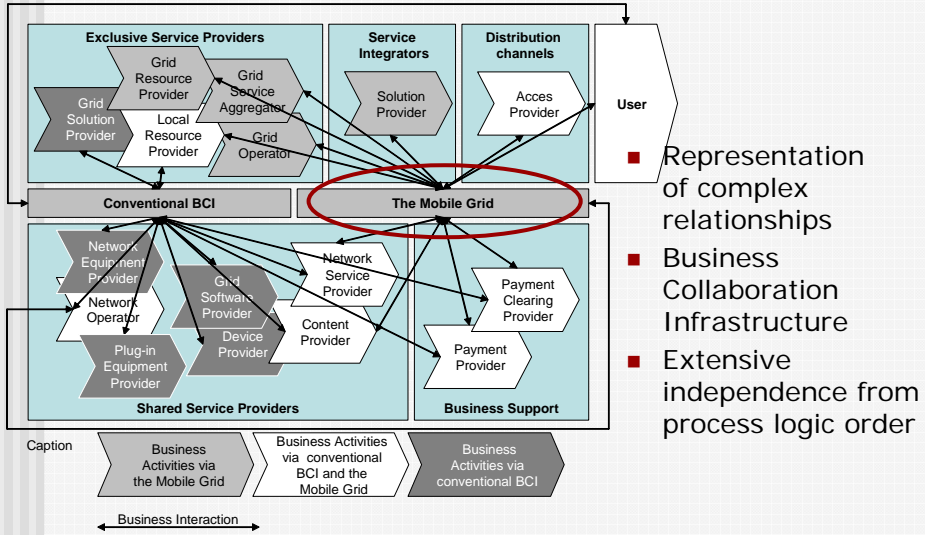 Exclusive Service Providers
Service
Integrators
Distribution
channels
Grid
Resource
Provider
Grid
Service
Aggregator
Grid
Solution
Provider
Local
Resource
Provider
Grid
Operator
Solution
Provider
Acces
Provider
User
Conventional BCI
The Mobile Grid
Network
Equipment
Provider
Network
Operator
Plug-in
Equipment
Provider
Grid
Software
Provider
Device
Provider
Network
Service
Provider
Content
Provider
Payment
Clearing
Provider
Payment
Provider
Shared Service Providers
Business Support
Caption
Business
Activities via
the Mobile Grid
Business Activities
via conventional
BCI and the
Mobile Grid
Business
Activities via
conventional BCI
Business Interaction
■ Representation
of complex
relationships
■ Business
Collaboration
Infrastructure
■ Extensive
independence from
process logic order